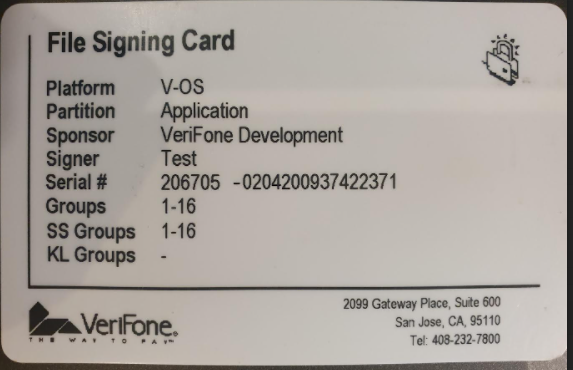 File Signing Card
Platform V-OS
Partition Application
Sponsor VeriFone Development
Signer Test
Serial # 206705 -0204200937422371
Groups 1-16
SS Groups 1-16
KL Groups -
VeriFone.
THE WAY TO PAY™
2099 Gateway Place, Suite 600
San Jose, CA, 95110
Tel: 408-232-7800